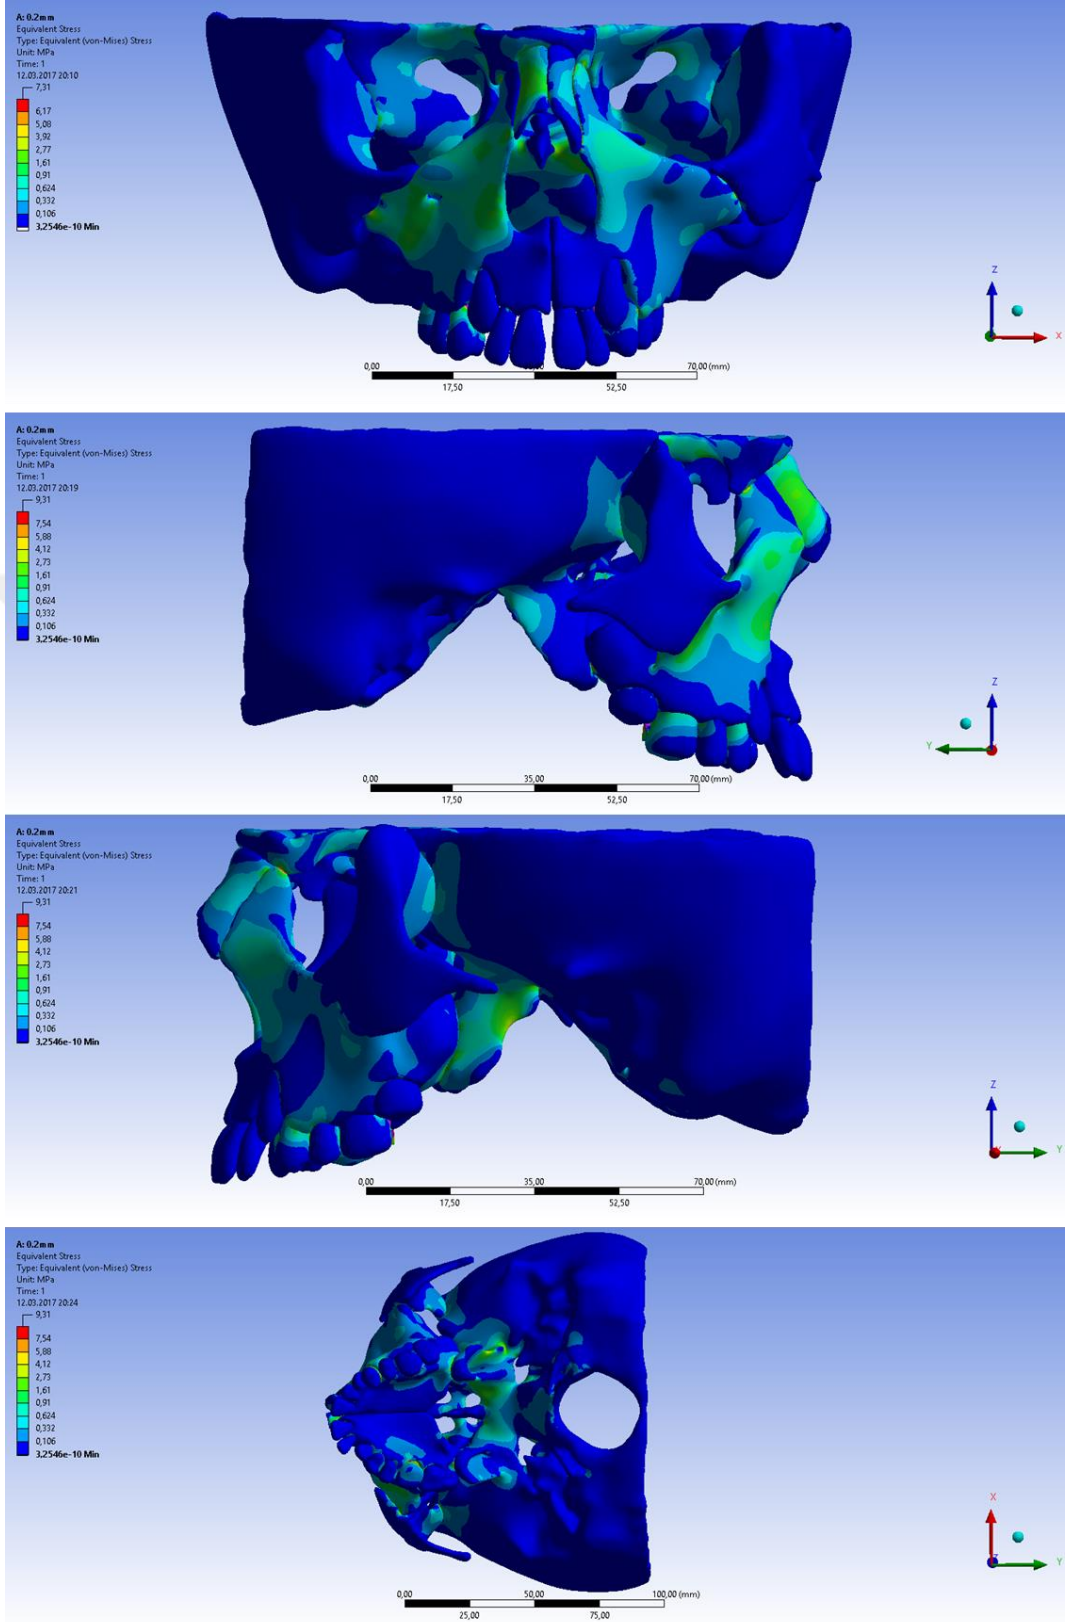 A: 0.2mm
Equivalent Stress
Type: Equivalent (von-Mises) Stress
Unit: MPa
Time: 1
12.03.2017 20:10
7,31
6,17
5,08
3,92
2,77
1,61
0,91
0,624
0,332
0,106
3,2546e-10 Min
Z
X
0,00 70,00 (mm)
17,50 52,50
A: 0.2mm
Equivalent Stress
Type: Equivalent (von-Mises) Stress
Unit: MPa
Time: 1
12.03.2017 20:19
9,31
7,54
5,88
4,12
2,73
1,61
0,91
0,624
0,332
0,106
3,2546e-10 Min
Z
Y
0,00 35,00 70,00 (mm)
17,50 52,50
A: 0.2mm
Equivalent Stress
Type: Equivalent (von-Mises) Stress
Unit: MPa
Time: 1
12.03.2017 20:21
9,31
7,54
5,88
4,12
2,73
1,61
0,91
0,624
0,332
0,106
3,2546e-10 Min
Z
Y
0,00 35,00 70,00 (mm)
17,50 52,50
A: 0.2mm
Equivalent Stress
Type: Equivalent (von-Mises) Stress
Unit: MPa
Time: 1
12.03.2017 20:24
9,31
7,54
5,88
4,12
2,73
1,61
0,91
0,624
0,332
0,106
3,2546e-10 Min
X
Z
Y
0,00 50,00 100,00 (mm)
25,00 75,00